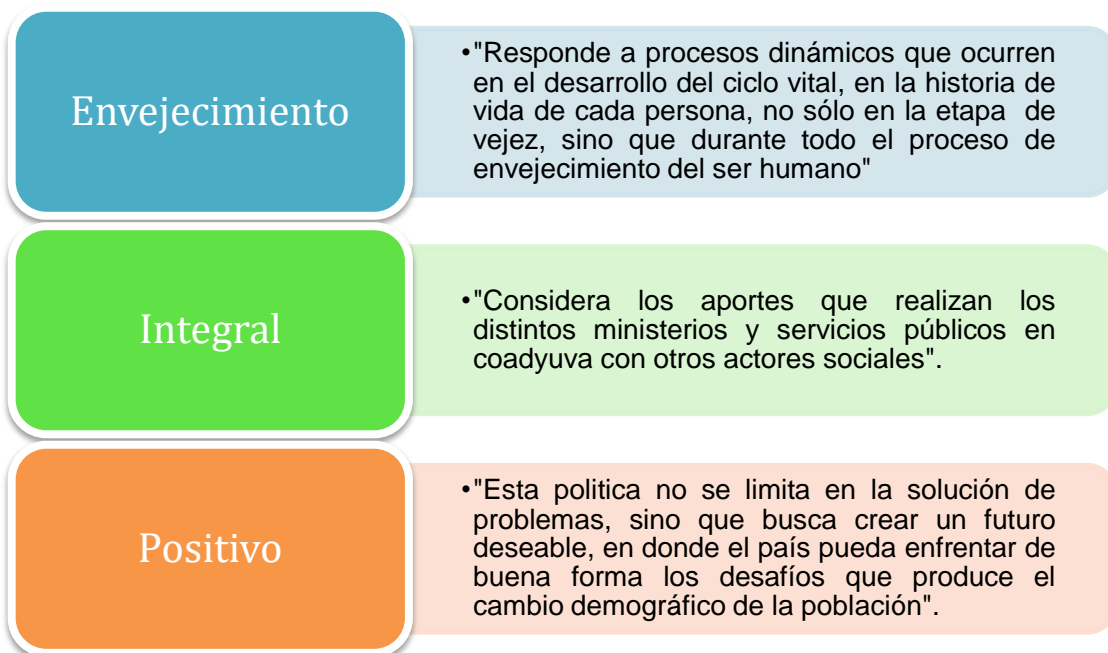 Envejecimiento
•"Responde a procesos dinámicos que ocurren
en el desarrollo del ciclo vital, en la historia de
vida de cada persona, no sólo en la etapa de
vejez, sino que durante todo el proceso de
envejecimiento del ser humano"
Integral
•"Considera los aportes que realizan los
distintos ministerios y servicios públicos en
coadyuva con otros actores sociales".
Positivo
•"Esta politica no se limita en la solución de
problemas, sino que busca crear un futuro
deseable, en donde el país pueda enfrentar de
buena forma los desafíos que produce el
cambio demográfico de la población".